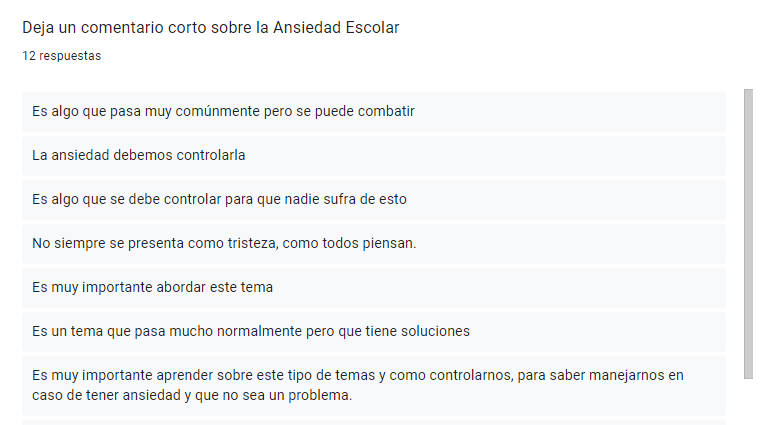 Deja un comentario corto sobre la Ansiedad Escolar
12 respuestas
Es algo que pasa muy comúnmente pero se puede combatir
La ansiedad debemos controlarla
Es algo que se debe controlar para que nadie sufra de esto
No siempre se presenta como tristeza, como todos piensan.
Es muy importante abordar este tema
Es un tema que pasa mucho normalmente pero que tiene soluciones
Es muy importante aprender sobre este tipo de temas y como controlarnos, para saber manejarnos en
caso de tener ansiedad y que no sea un problema.